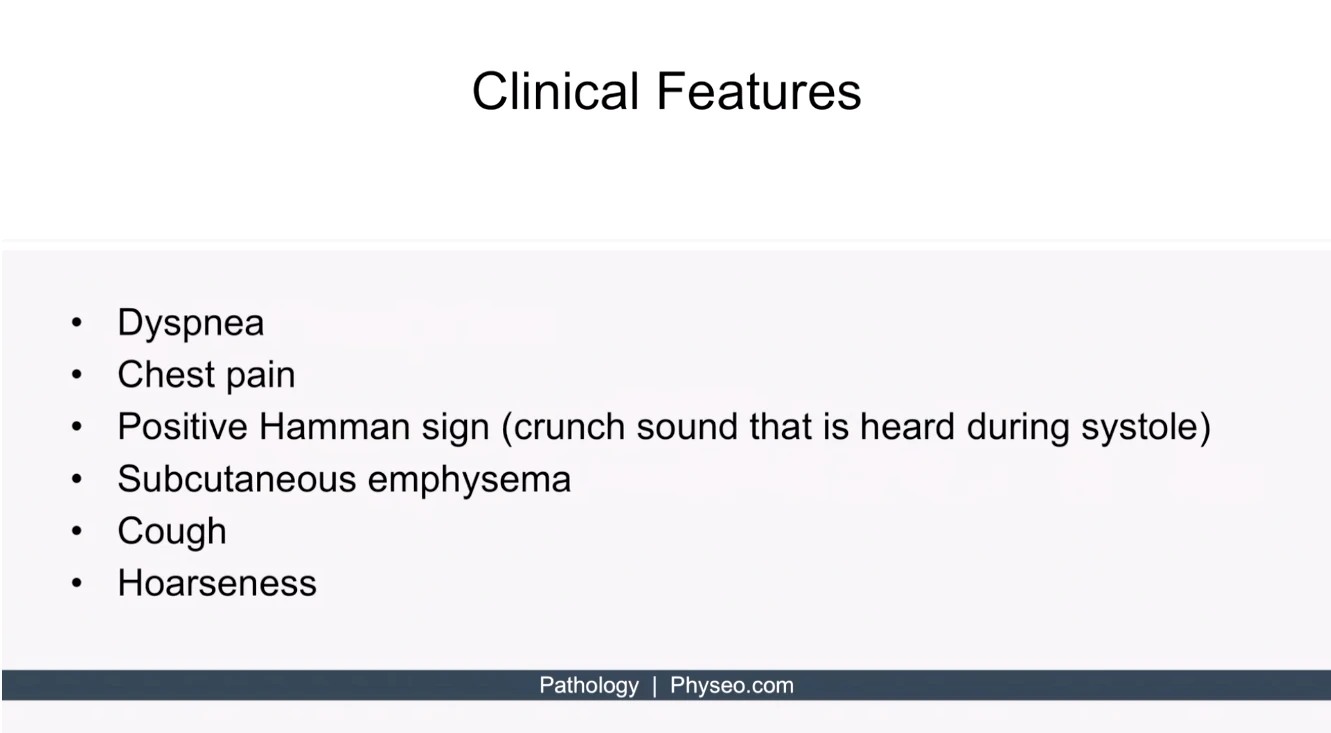 Clinical Features
• Dyspnea
• Chest pain
• Positive Hamman sign (crunch sound that is heard during systole)
• Subcutaneous emphysema
• Cough
• Hoarseness
Pathology | Physeo.com